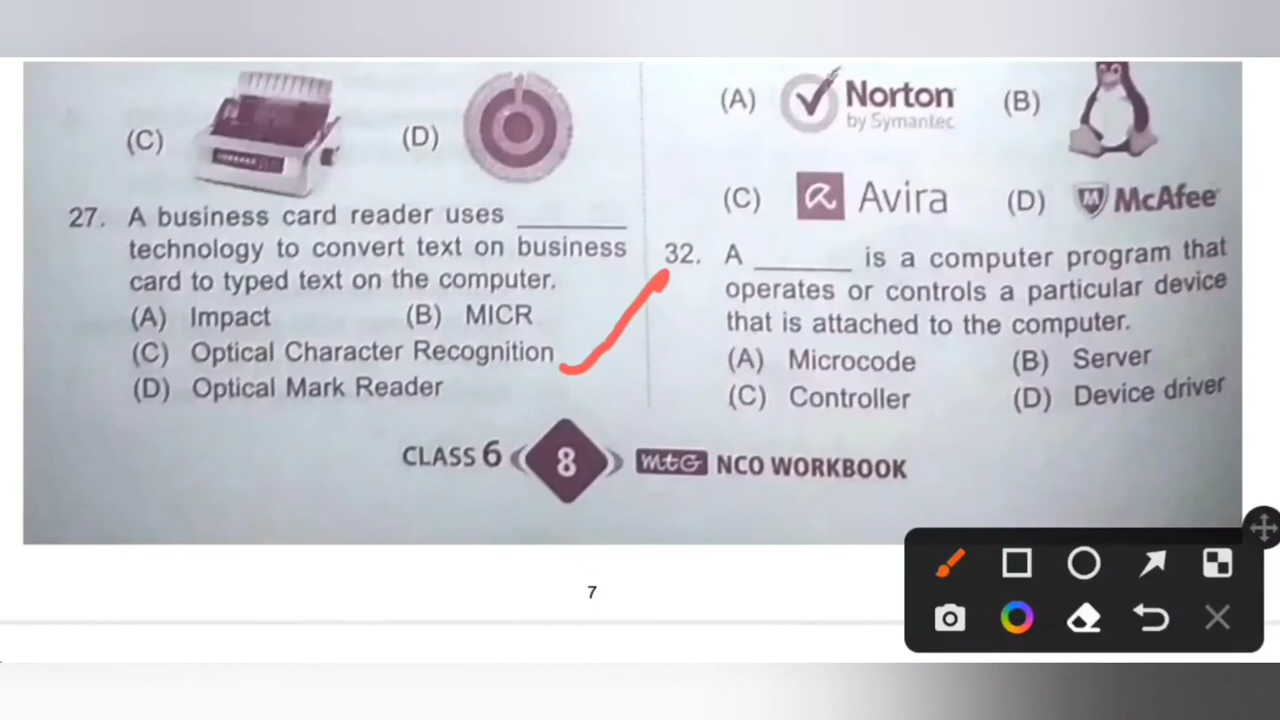 (C)
(D)
27. A business card reader uses ______
technology to convert text on business
card to typed text on the computer.
(A) Impact
(B) MICR
(C) Optical Character Recognition
(D) Optical Mark Reader
(A) Norton
by Symantec
(B)
(C) Avira
(D) McAfee
32. A ______ is a computer program that
operates or controls a particular device
that is attached to the computer.
(A) Microcode
(B) Server
(C) Controller
(D) Device driver
CLASS 6 8 mtG NCO WORKBOOK
7